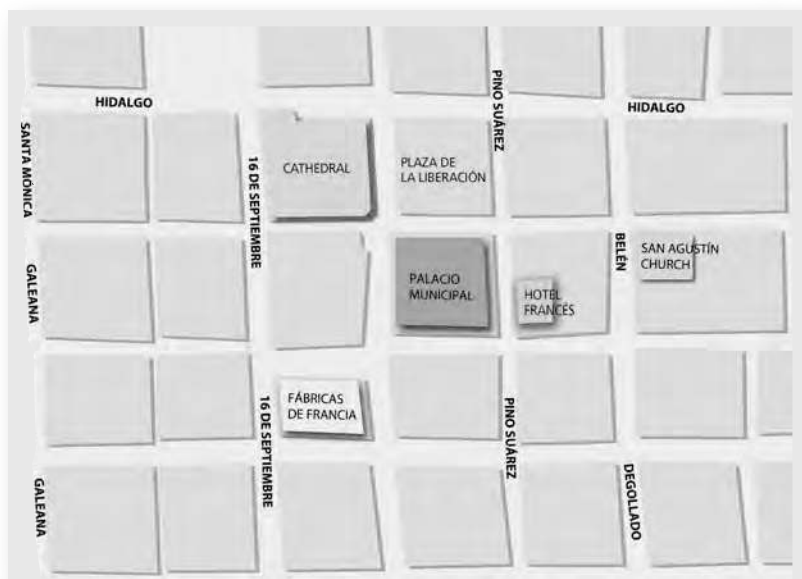 HIDALGO
PINO SUÁREZ
HIDALGO
SANTA MÓNICA
16 DE SEPTIEMBRE
CATHEDRAL
PLAZA DE
LA LIBERACIÓN
GALEANA
PALACIO
MUNICIPAL
HOTEL
FRANCÉS
BELÉN
SAN AGUSTÍN
CHURCH
16 DE SEPTIEMBRE
FÁBRICAS
DE FRANCIA
PINO SUÁREZ
GALEANA
DEGOLLADO